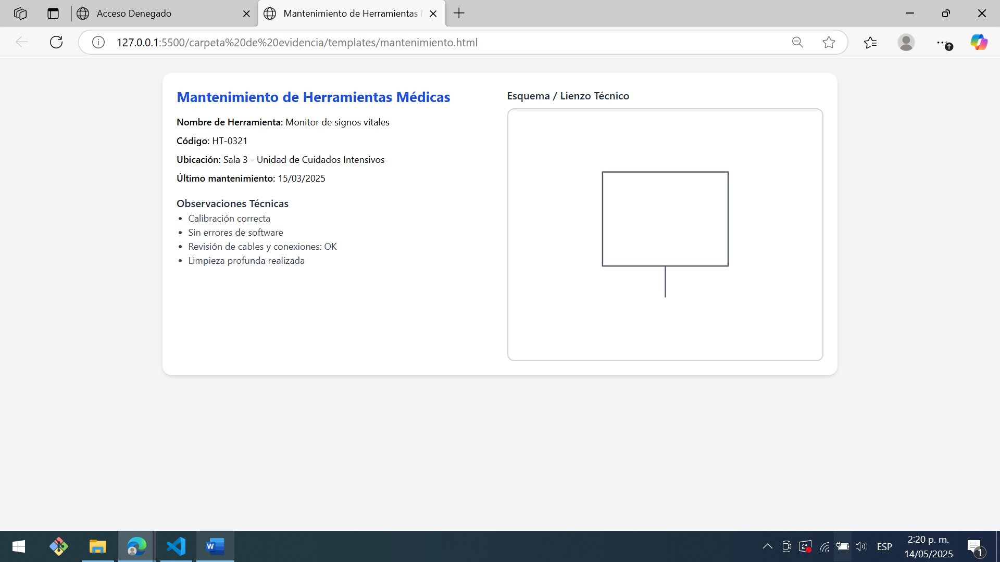 Acceso Denegado
Mantenimiento de Herramientas
127.0.0.1:5500/carpeta%20de%20evidencia/templates/mantenimiento.html
Mantenimiento de Herramientas Médicas
Nombre de Herramienta: Monitor de signos vitales
Código: HT-0321
Ubicación: Sala 3 - Unidad de Cuidados Intensivos
Último mantenimiento: 15/03/2025
Observaciones Técnicas
• Calibración correcta
• Sin errores de software
• Revisión de cables y conexiones: OK
• Limpieza profunda realizada
Esquema / Lienzo Técnico
W
ESP
2:20 p. m.
14/05/2025
1